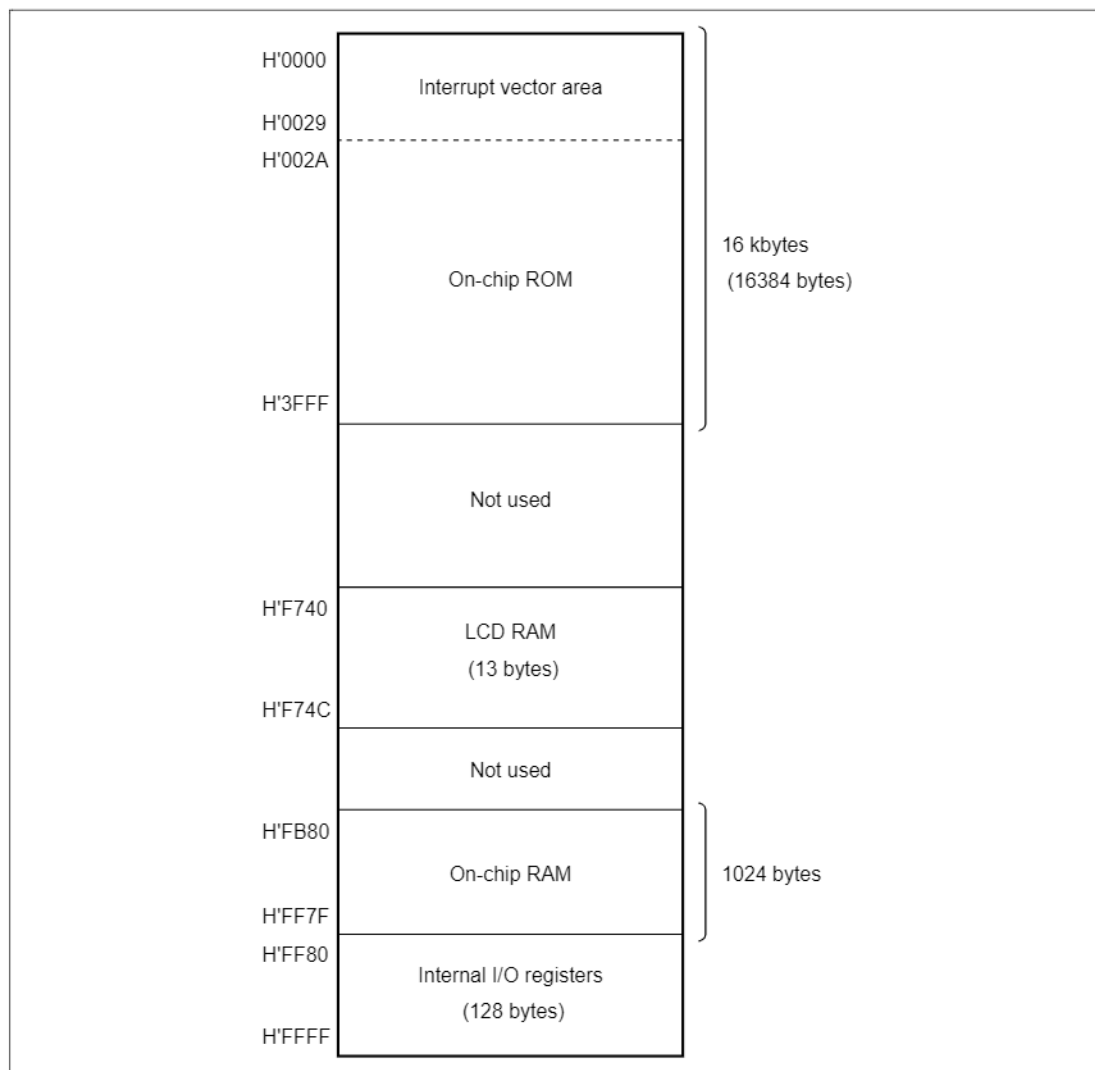 H'0000
Interrupt vector area
H'0029
H'002A
16 kbytes
On-chip ROM
(16384 bytes)
H'3FFF
Not used
H'F740
LCD RAM
(13 bytes)
H'F74C
Not used
H'FB80
On-chip RAM
1024 bytes
H'FF7F
H'FF80
Internal I/O registers
(128 bytes)
H'FFFF